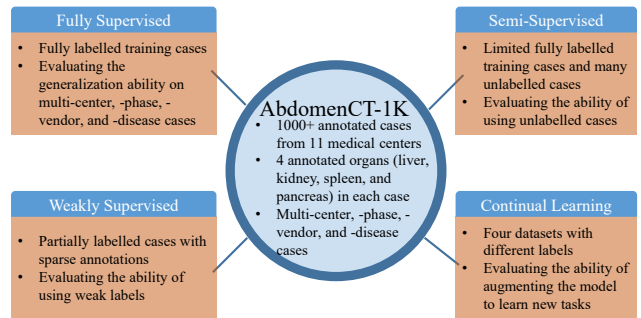 Fully Supervised
• Fully labelled training cases
• Evaluating the
generalization ability on
multi-center, -phase, -
vendor, and -disease cases
Semi-Supervised
• Limited fully labelled
training cases and many
unlabelled cases
• Evaluating the ability of
using unlabelled cases
AbdomenCT-1K
• 1000+ annotated cases
from 11 medical centers
• 4 annotated organs (liver,
kidney, spleen, and
pancreas) in each case
• Multi-center, -phase, -
vendor, and -disease
cases
Weakly Supervised
• Partially labelled cases with
sparse annotations
• Evaluating the ability of
using weak labels
Continual Learning
• Four datasets with
different labels
• Evaluating the ability of
augmenting the model
to learn new tasks